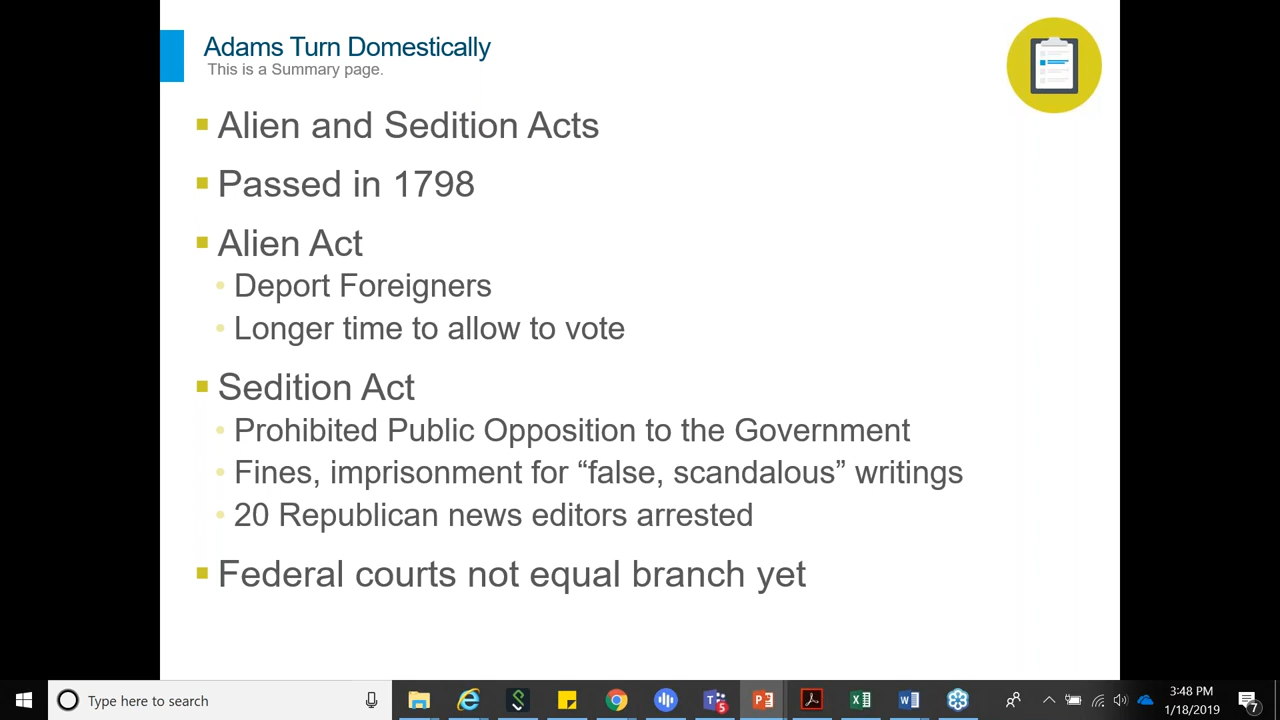 Adams Turn Domestically
This is a Summary page.
Alien and Sedition Acts
Passed in 1798
Alien Act
Deport Foreigners
Longer time to allow to vote
Sedition Act
Prohibited Public Opposition to the Government
Fines, imprisonment for “false, scandalous” writings
20 Republican news editors arrested
Federal courts not equal branch yet
Type here to search
3:48 PM
1/18/2019
7
5